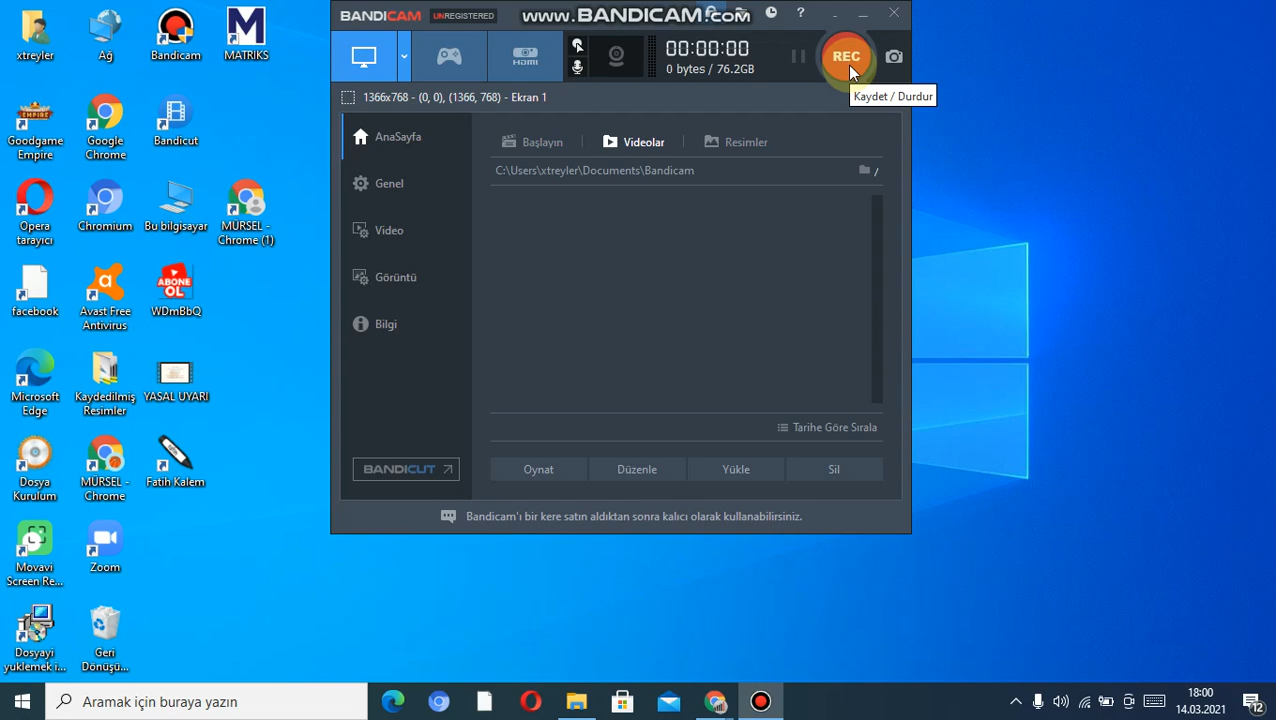 xtreyler
Ağ
Bandicam
MATRIKS
Goodgame
Empire
Google
Chrome
Bandicut
Opera
tarayıcı
Chromium
Bu bilgisayar
MÜRSEL -
Chrome (1)
facebook
Avast Free
Antivirus
ABONE
OL
WDmBbQ
Microsoft
Edge
Kaydedilmiş
Resimler
YASAL UYARI
Dosya
Kurulum
MÜRSEL -
Chrome
Fatih Kalem
Movavi
Screen Re...
Zoom
Dosyayi
yuklemek i...
Geri
Dönüşü...
BANDICAM UNREGISTERED
www.BANDICAM.com
?
HDMI
00:00:00
0 bytes / 76.2GB
REC
Kaydet / Durdur
1366x768 - (0, 0), (1366, 768) - Ekran 1
AnaSayfa
Genel
Video
Görüntü
Bilgi
BANDICUT
Başlayın
Videolar
Resimler
C:\Users\xtreyler\Documents\Bandicam
Tarihe Göre Sırala
Oynat
Düzenle
Yükle
Sil
Bandicam'ı bir kere satın aldıktan sonra kalıcı olarak kullanabilirsiniz.
Aramak için buraya yazın
18:00
14.03.2021
12